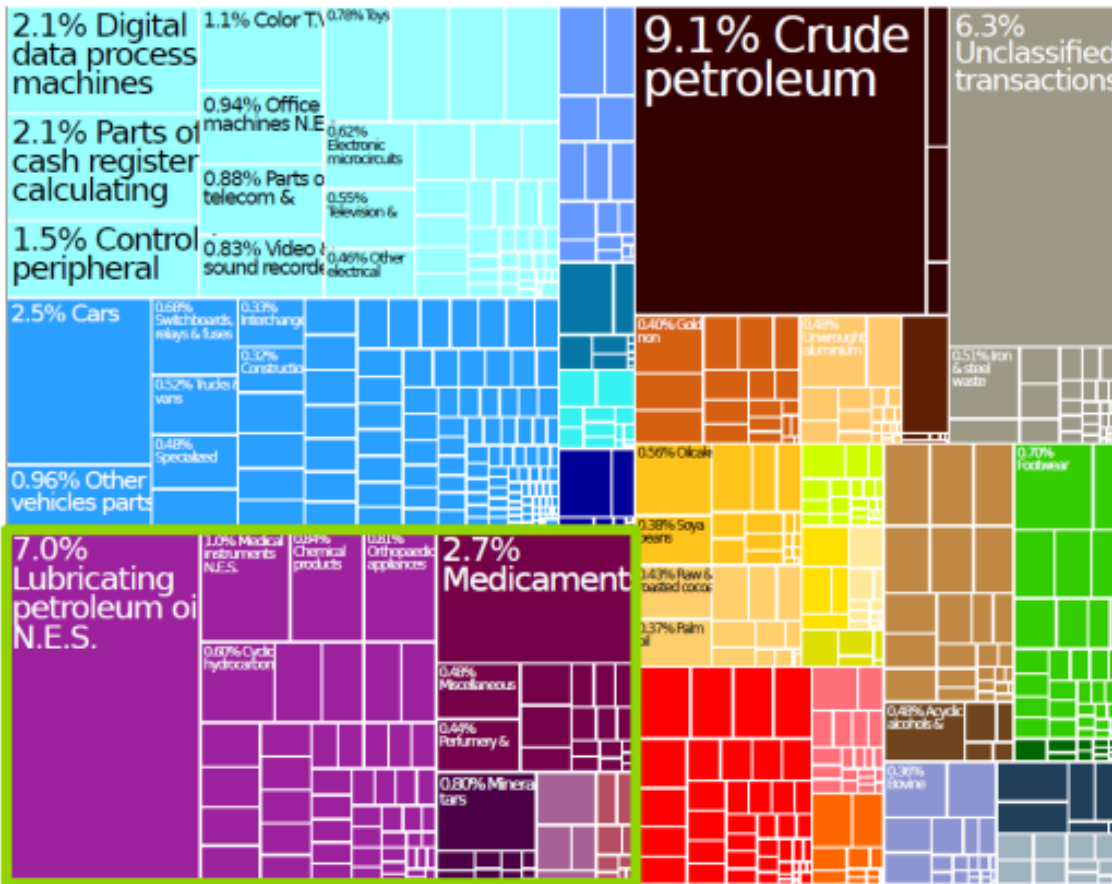 2.1% Digital
data process
machines
2.1% Parts of
cash register
calculating
1.5% Control
peripheral
1.1% Color T.V
0.94% Office
machines N.E
0.88% Parts o
telecom &
0.83% Video &
sound recorde
0.78% Toys
0.62%
Electronic
microcircuits
0.55%
Television &
0.46% Other
electrical
2.5% Cars
0.96% Other
vehicles parts
0.68%
Switchboards,
relays & fuses
0.52% Trucks &
vans
0.48%
Specialized
0.33%
Interchang
0.32%
Constructio
7.0%
Lubricating
petroleum oi
N.E.S.
1.0% Medical
instruments
N.E.S.
0.84%
Chemical
products
0.81%
Orthopaedic
appliances
0.60% Cyclic
hydrocarbon
2.7%
Medicament
0.48%
Miscellaneous
0.44%
Perfumery &
0.80% Minera
tars
9.1% Crude
petroleum
6.3%
Unclassified
transactions
0.40% Gold
non
0.48%
Unwrought
aluminium
0.51% Iron
& steel
waste
0.56% Oilcake
0.38% Soya
beans
0.43% Raw &
roasted cocoa
0.37% Palm
oil
0.70%
Footwear
0.48% Acyclic
alcohols &
0.36%
Bovine